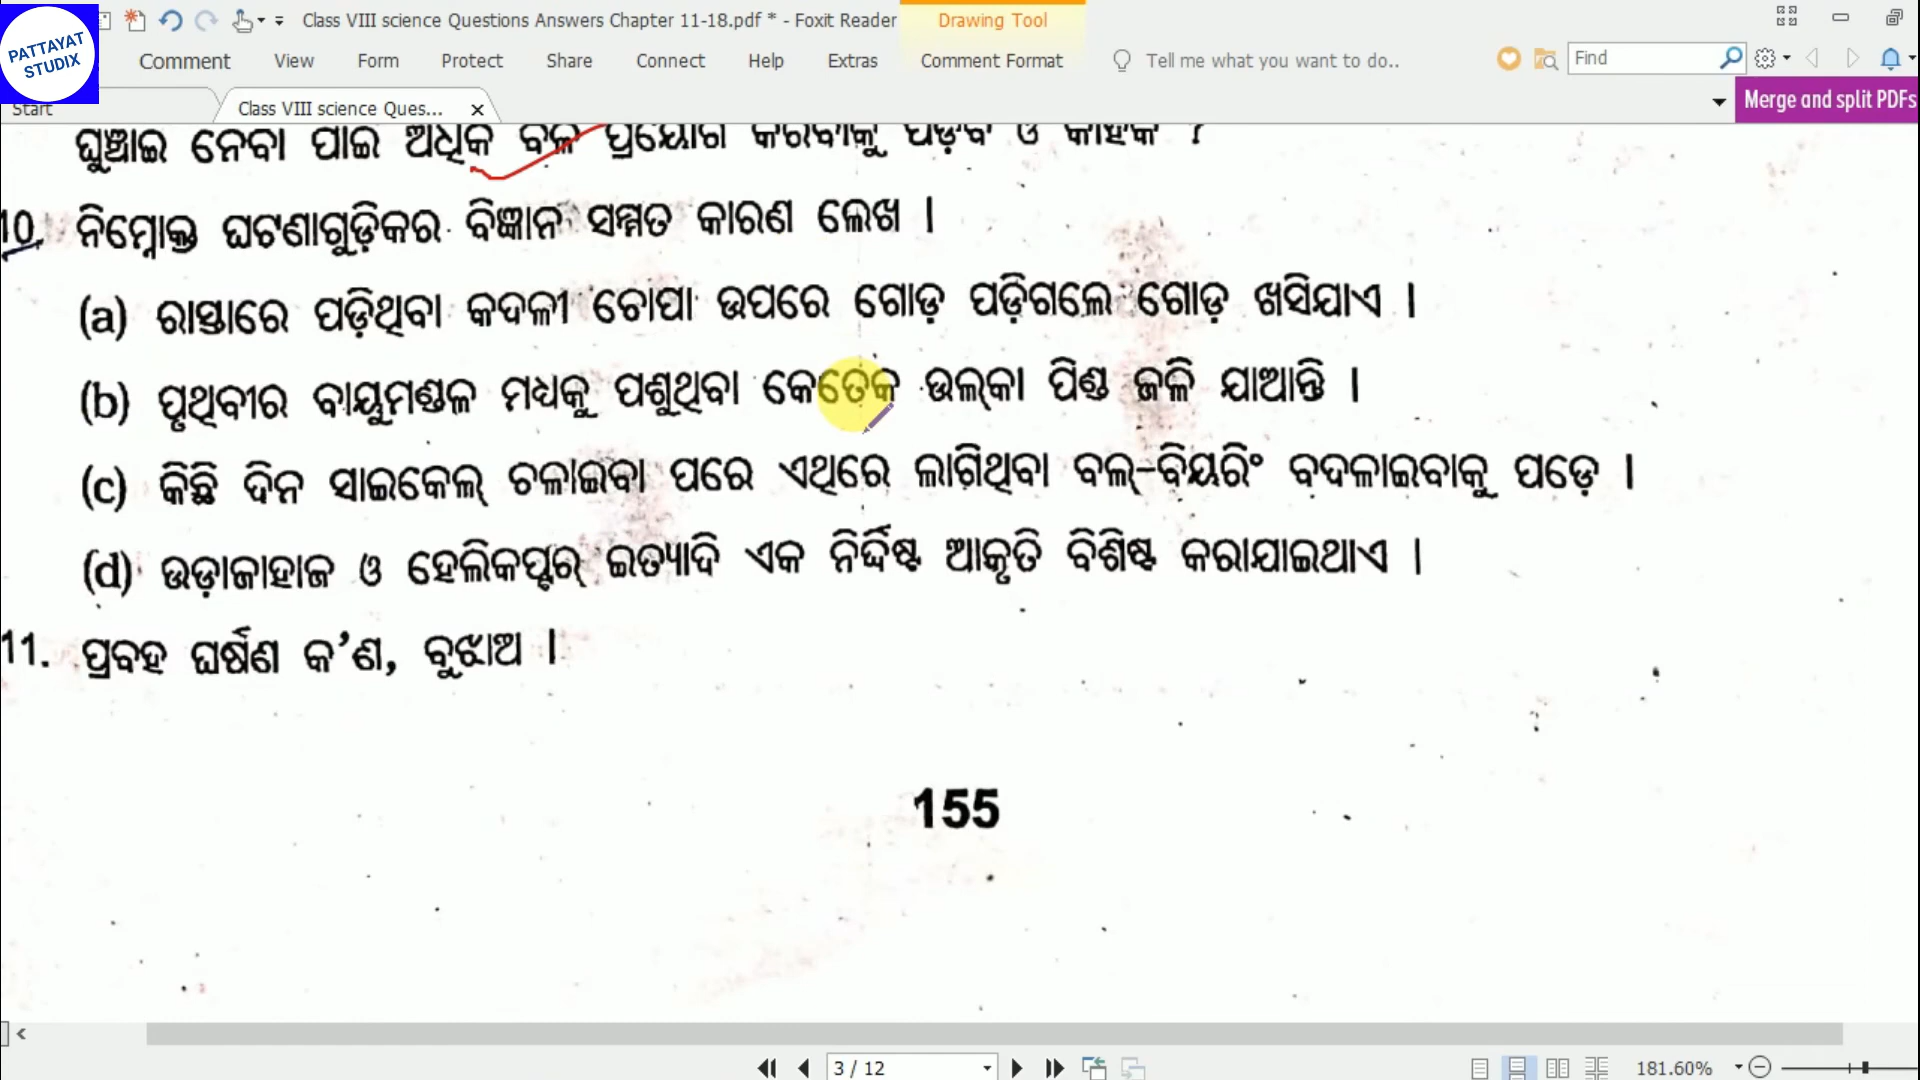 PATTAYAT STUDIX
Class VIII science Questions Answers Chapter 11-18.pdf * - Foxit Reader
Drawing Tool
Comment View Form Protect Share Connect Help Extras Comment Format Tell me what you want to do.. Find
Start Class VIII science Ques... Merge and split PDFs
ଘୁଞ୍ଚାଇ ନେବା ପାଇ ଅଧିକ ବଳ ପ୍ରୟୋଗ କରିବାକୁ ପଡ଼ିବ ଓ କାହିଁକି ?
10. ନିମ୍ନୋକ୍ତ ଘଟଣାଗୁଡ଼ିକର ବିଜ୍ଞାନ ସମ୍ମତ କାରଣ ଲେଖ ।
(a) ରାସ୍ତାରେ ପଡ଼ିଥିବା କଦଳୀ ଚୋପା ଉପରେ ଗୋଡ଼ ପଡ଼ିଗଲେ ଗୋଡ଼ ଖସିଯାଏ ।
(b) ପୃଥିବୀର ବାୟୁମଣ୍ଡଳ ମଧ୍ୟକୁ ପଶୁଥିବା କେତେକ ଉଲ୍‌କା ପିଣ୍ଡ ଜଳି ଯାଆନ୍ତି ।
(c) କିଛି ଦିନ ସାଇକେଲ୍ ଚଳାଇବା ପରେ ଏଥିରେ ଲାଗିଥିବା ବଲ୍-ବିୟରିଂ ବଦଳାଇବାକୁ ପଡ଼େ ।
(d) ଉଡ଼ାଜାହାଜ ଓ ହେଲିକପ୍ଟର୍ ଇତ୍ୟାଦି ଏକ ନିର୍ଦ୍ଦିଷ୍ଟ ଆକୃତି ବିଶିଷ୍ଟ କରାଯାଇଥାଏ ।
11. ପ୍ରବହ ଘର୍ଷଣ କ'ଣ, ବୁଝାଅ ।
155
3 / 12 181.60%